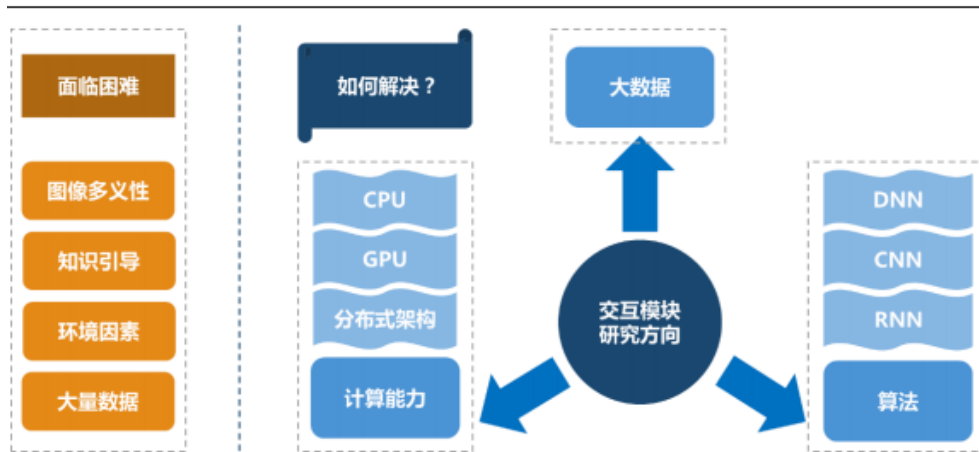 面临困难
图像多义性
知识引导
环境因素
大量数据
如何解决？
大数据
CPU
GPU
分布式架构
计算能力
交互模块
研究方向
DNN
CNN
RNN
算法